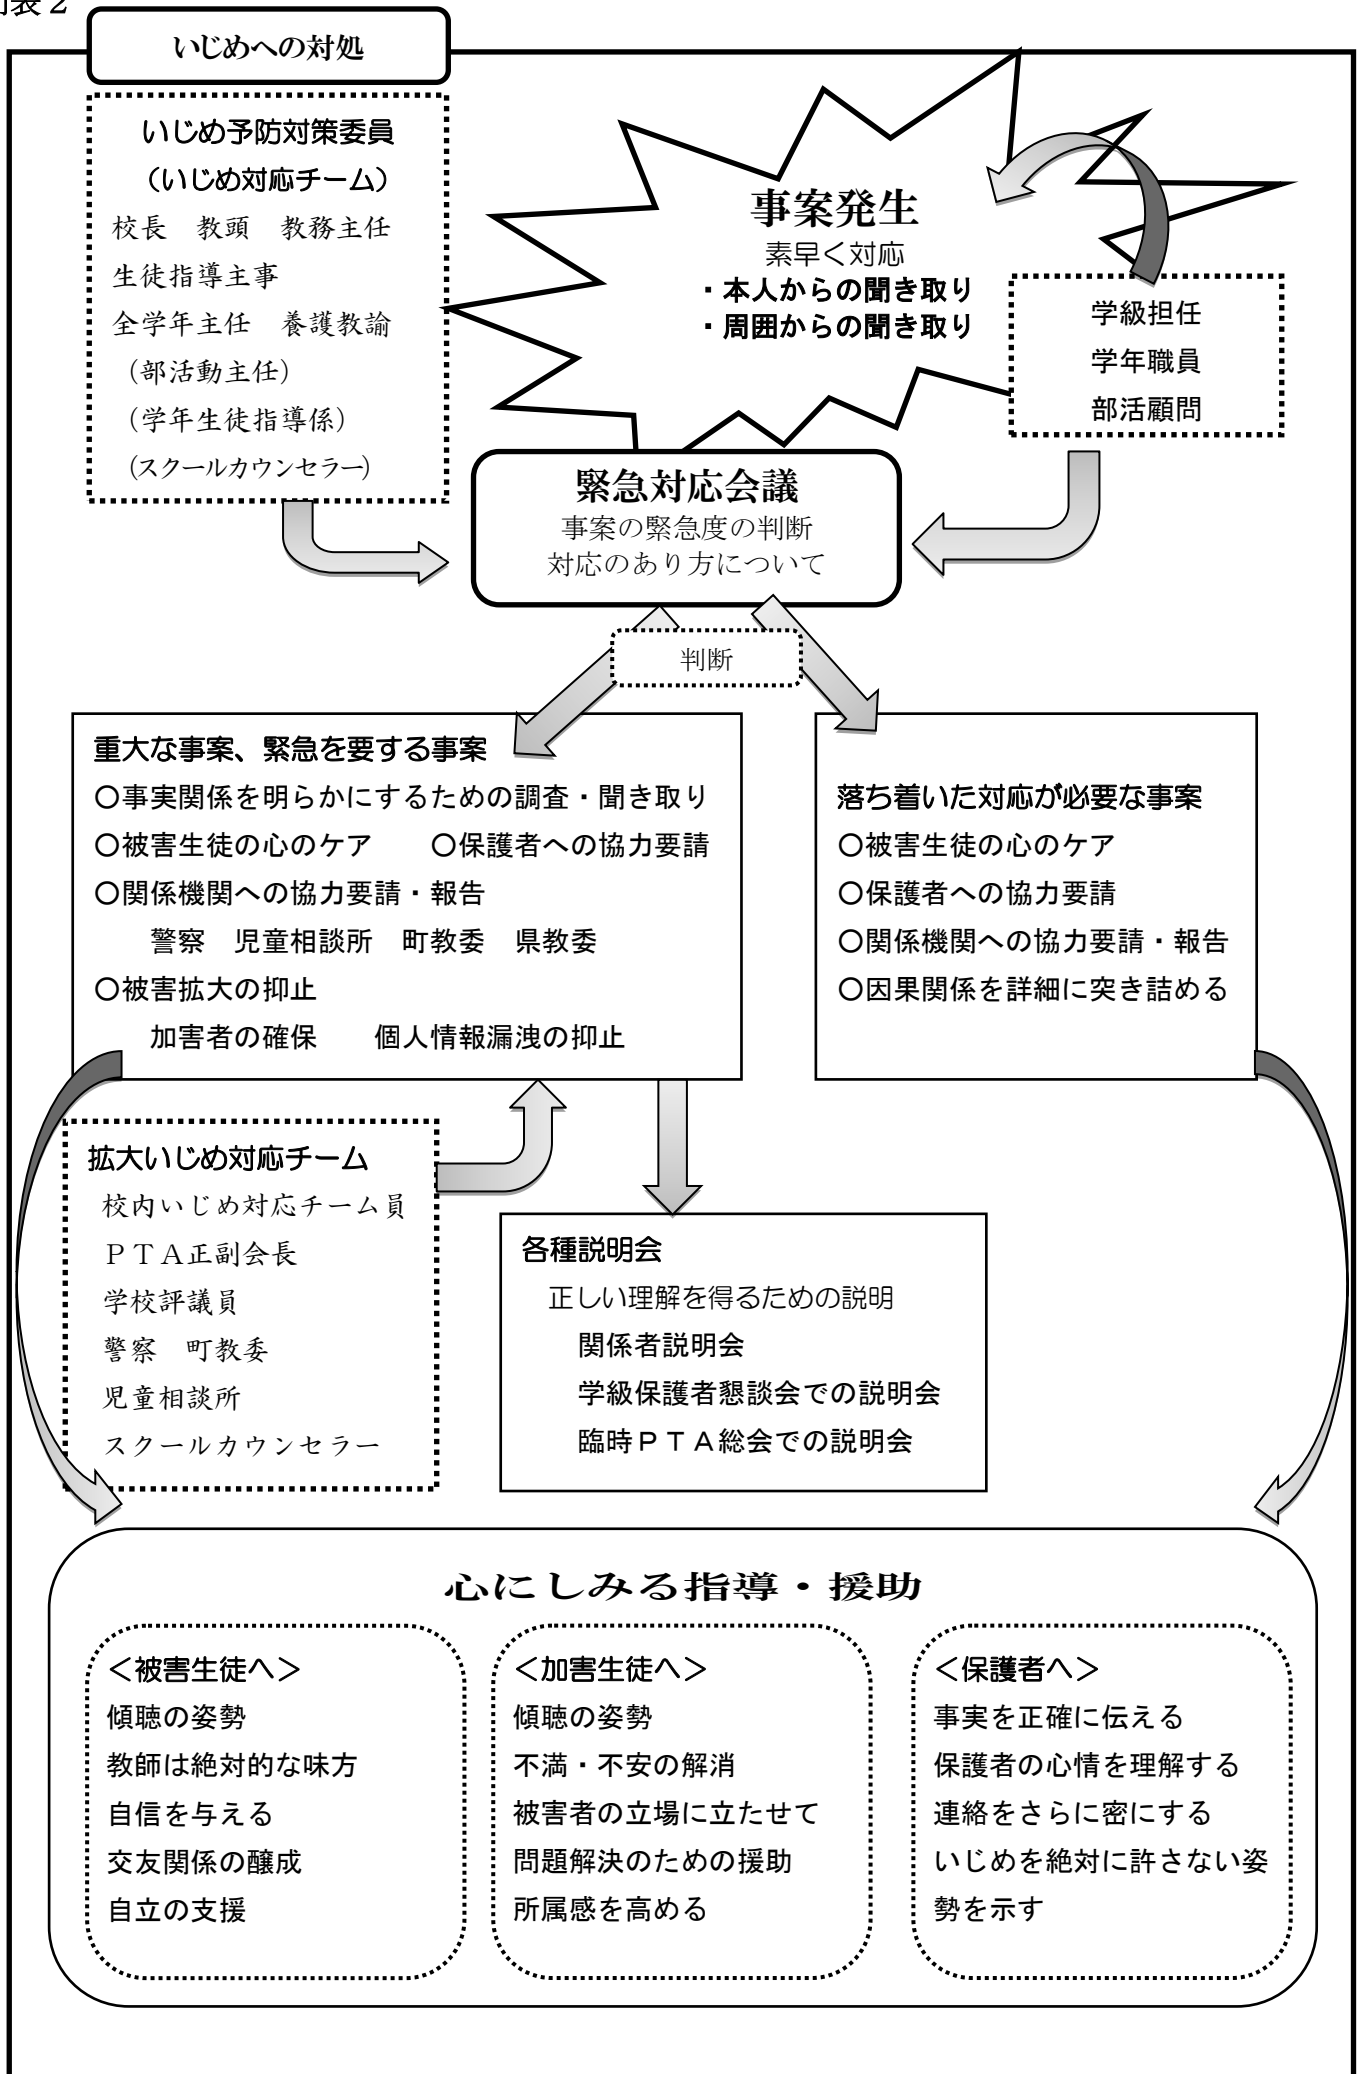 別表２
いじめへの対処
いじめ予防対策委員
（いじめ対応チーム）
校長　教頭　教務主任
生徒指導主事
全学年主任　養護教諭
（部活動主任）
（学年生徒指導係）
（スクールカウンセラー）
事案発生
素早く対応
・本人からの聞き取り
・周囲からの聞き取り
学級担任
学年職員
部活顧問
緊急対応会議
事案の緊急度の判断
対応のあり方について
判断
重大な事案、緊急を要する事案
○事実関係を明らかにするための調査・聞き取り
○被害生徒の心のケア　　○保護者への協力要請
○関係機関への協力要請・報告
警察　児童相談所　町教委　県教委
○被害拡大の抑止
加害者の確保　　個人情報漏洩の抑止
落ち着いた対応が必要な事案
○被害生徒の心のケア
○保護者への協力要請
○関係機関への協力要請・報告
○因果関係を詳細に突き詰める
拡大いじめ対応チーム
校内いじめ対応チーム員
ＰＴＡ正副会長
学校評議員
警察　町教委
児童相談所
スクールカウンセラー
各種説明会
正しい理解を得るための説明
関係者説明会
学級保護者懇談会での説明会
臨時ＰＴＡ総会での説明会
心にしみる指導・援助
＜被害生徒へ＞
傾聴の姿勢
教師は絶対的な味方
自信を与える
交友関係の醸成
自立の支援
＜加害生徒へ＞
傾聴の姿勢
不満・不安の解消
被害者の立場に立たせて
問題解決のための援助
所属感を高める
＜保護者へ＞
事実を正確に伝える
保護者の心情を理解する
連絡をさらに密にする
いじめを絶対に許さない姿
勢を示す